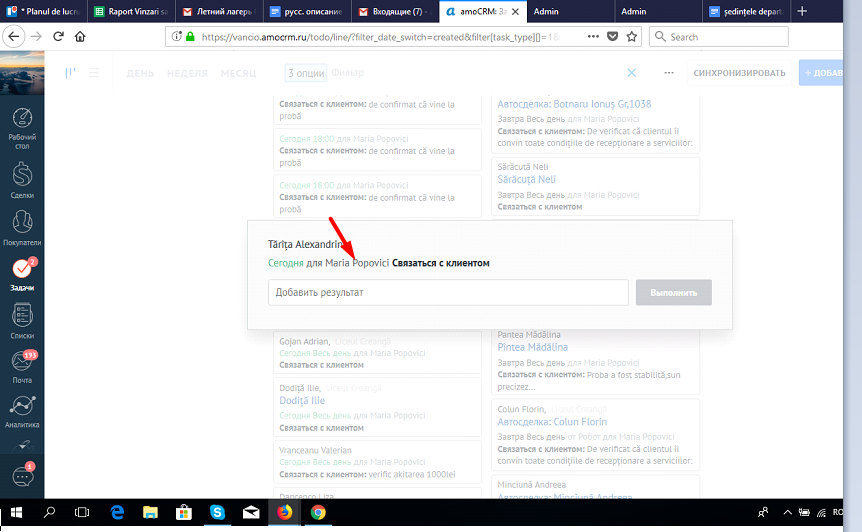 * Planul de lucru
Raport Vinzari sa
Летний лагерь
русс. описание
Входящие (7) -
amoCRM: За
Admin
Admin
ședințele depart
https://vancio.amocrm.ru/todo/line/?filter_date_switch=created&filter[task_type][]=1&
Search
ДЕНЬ НЕДЕЛЯ МЕСЯЦ
3 опции Фильтр
СИНХРОНИЗИРОВАТЬ
+ ДОБАВ
Рабочий
стол
Сделки
Покупатели
2
Задачи
Списки
193
Почта
Аналитика
1
Связаться с клиентом: de confirmat că vine la
probă
Сегодня 18:00 для Maria Popovici
Связаться с клиентом: de confirmat că vine la
probă
Сегодня 18:00 для Maria Popovici
Связаться с клиентом: de confirmat că vine la
probă
Автосделка: Botnaru Ionuș Gr,1038
Завтра Весь день для Maria Popovici
Связаться с клиентом: De verificat că clientul îi
convin toate condițiile de recepționare a serviciilor:
Sărăcută Neli
Sărăcuță Neli
Завтра Весь день для Maria Popovici
Связаться с клиентом
Tărița Alexandrin
Сегодня для Maria Popovici Связаться с клиентом
Добавить результат
Выполнить
Gojan Adrian, Liceul Creangă
Сегодня Весь день для Maria Popovici
Связаться с клиентом
Dodiță Ilie, Liceul Creangă
Dodiță Ilie
Сегодня Весь день для Maria Popovici
Связаться с клиентом
Vranceanu Valerian
Сегодня Весь день для Maria Popovici
Связаться с клиентом: verific akitarea 1000lei
Dancenco Liza
Pantea Mădălina
Pîntea Mădălina
Завтра Весь день для Maria Popovici
Связаться с клиентом: Proba a fost stabilită,sun
precizez...
Colun Florin, Liceul Creangă
Автосделка: Colun Florin
Завтра Весь день от Робот для Maria Popovici
Связаться с клиентом: De verificat că clientul îi
convin toate condițiile de recepționare a serviciilor:
Minciună Andreea
Автосделка: Minciună Andreea
RO